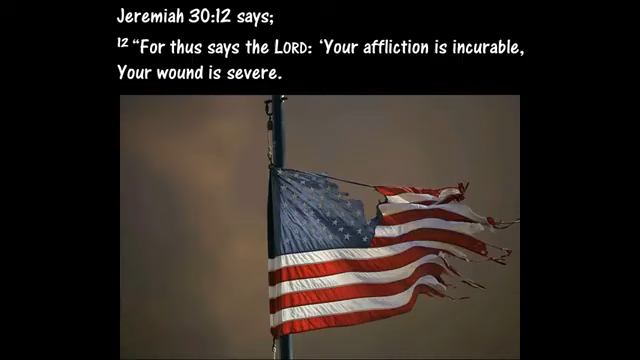 Jeremiah 30:12 says;
12 “For thus says the LORD: ‘Your affliction is incurable,
Your wound is severe.